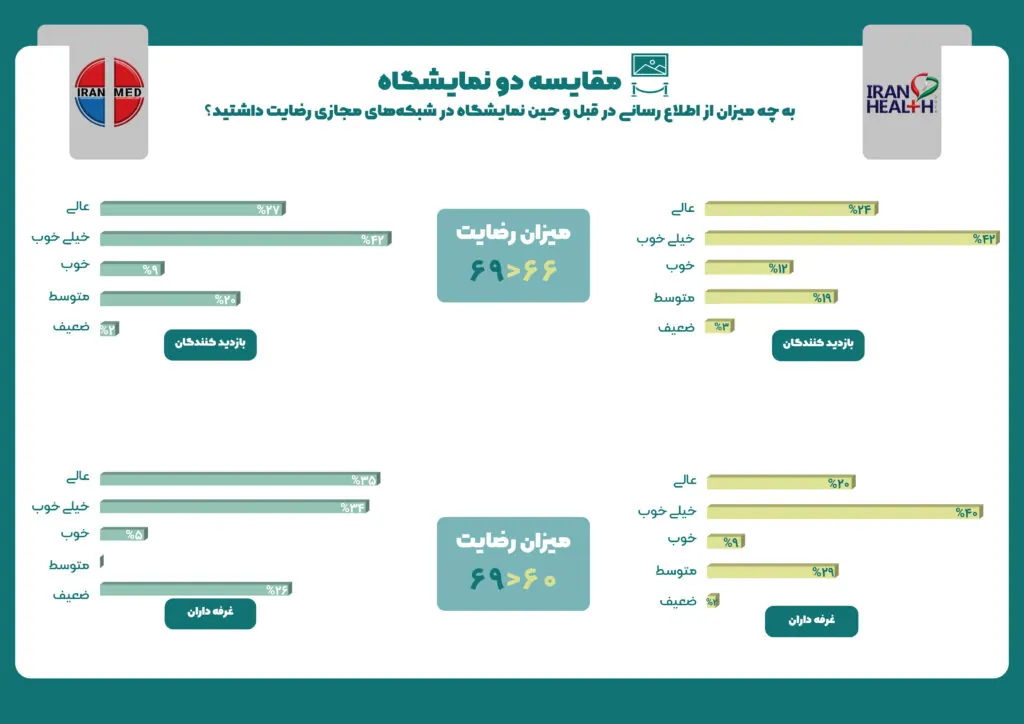 مقایسه دو نمایشگاه
به چه میزان از اطلاع رسانی در قبل و حین نمایشگاه در شبکه‌های مجازی رضایت داشتید؟
IRAN
HEALTH
IRAN MED
عالی %۲۴
خیلی خوب %۴۲
خوب %۱۲
متوسط %۱۹
ضعیف %۳
بازدید کنندگان
میزان رضایت
۶۹<۶۶
عالی %۲۷
خیلی خوب %۴۲
خوب %۹
متوسط %۲۰
ضعیف %۲
بازدید کنندگان
عالی %۲۰
خیلی خوب %۴۰
خوب %۹
متوسط %۲۹
ضعیف %۲
غرفه داران
میزان رضایت
۶۹<۶۰
عالی %۳۵
خیلی خوب %۳۴
خوب %۵
متوسط
ضعیف %۲۶
غرفه داران